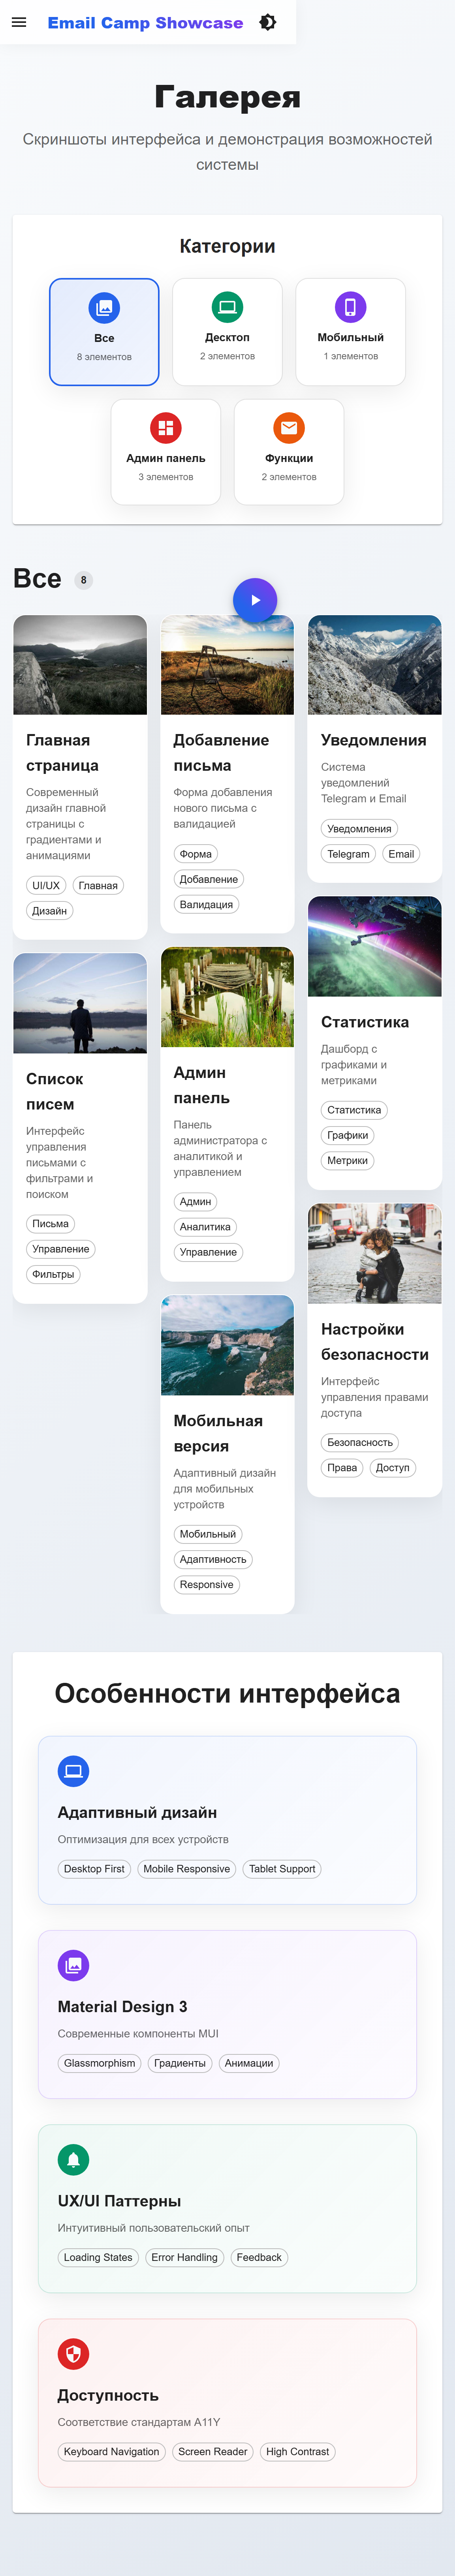 Email Camp Showcase
Галерея
Скриншоты интерфейса и демонстрация возможностей
системы
Категории
Все
8 элементов
Десктоп
2 элементов
Мобильный
1 элементов
Админ панель
3 элементов
Функции
2 элементов
Все 8
Главная
страница
Современный
дизайн главной
страницы с
градиентами и
анимациями
UI/UX Главная
Дизайн
Список
писем
Интерфейс
управления
письмами с
фильтрами и
поиском
Письма
Управление
Фильтры
Добавление
письма
Форма добавления
нового письма с
валидацией
Форма
Добавление
Валидация
Админ
панель
Панель
администратора с
аналитикой и
управлением
Админ
Аналитика
Управление
Мобильная
версия
Адаптивный дизайн
для мобильных
устройств
Мобильный
Адаптивность
Responsive
Уведомления
Система
уведомлений
Telegram и Email
Уведомления
Telegram Email
Статистика
Дашборд с
графиками и
метриками
Статистика
Графики
Метрики
Настройки
безопасности
Интерфейс
управления правами
доступа
Безопасность
Права Доступ
Особенности интерфейса
Адаптивный дизайн
Оптимизация для всех устройств
Desktop First Mobile Responsive Tablet Support
Material Design 3
Современные компоненты MUI
Glassmorphism Градиенты Анимации
UX/UI Паттерны
Интуитивный пользовательский опыт
Loading States Error Handling Feedback
Доступность
Соответствие стандартам A11Y
Keyboard Navigation Screen Reader High Contrast